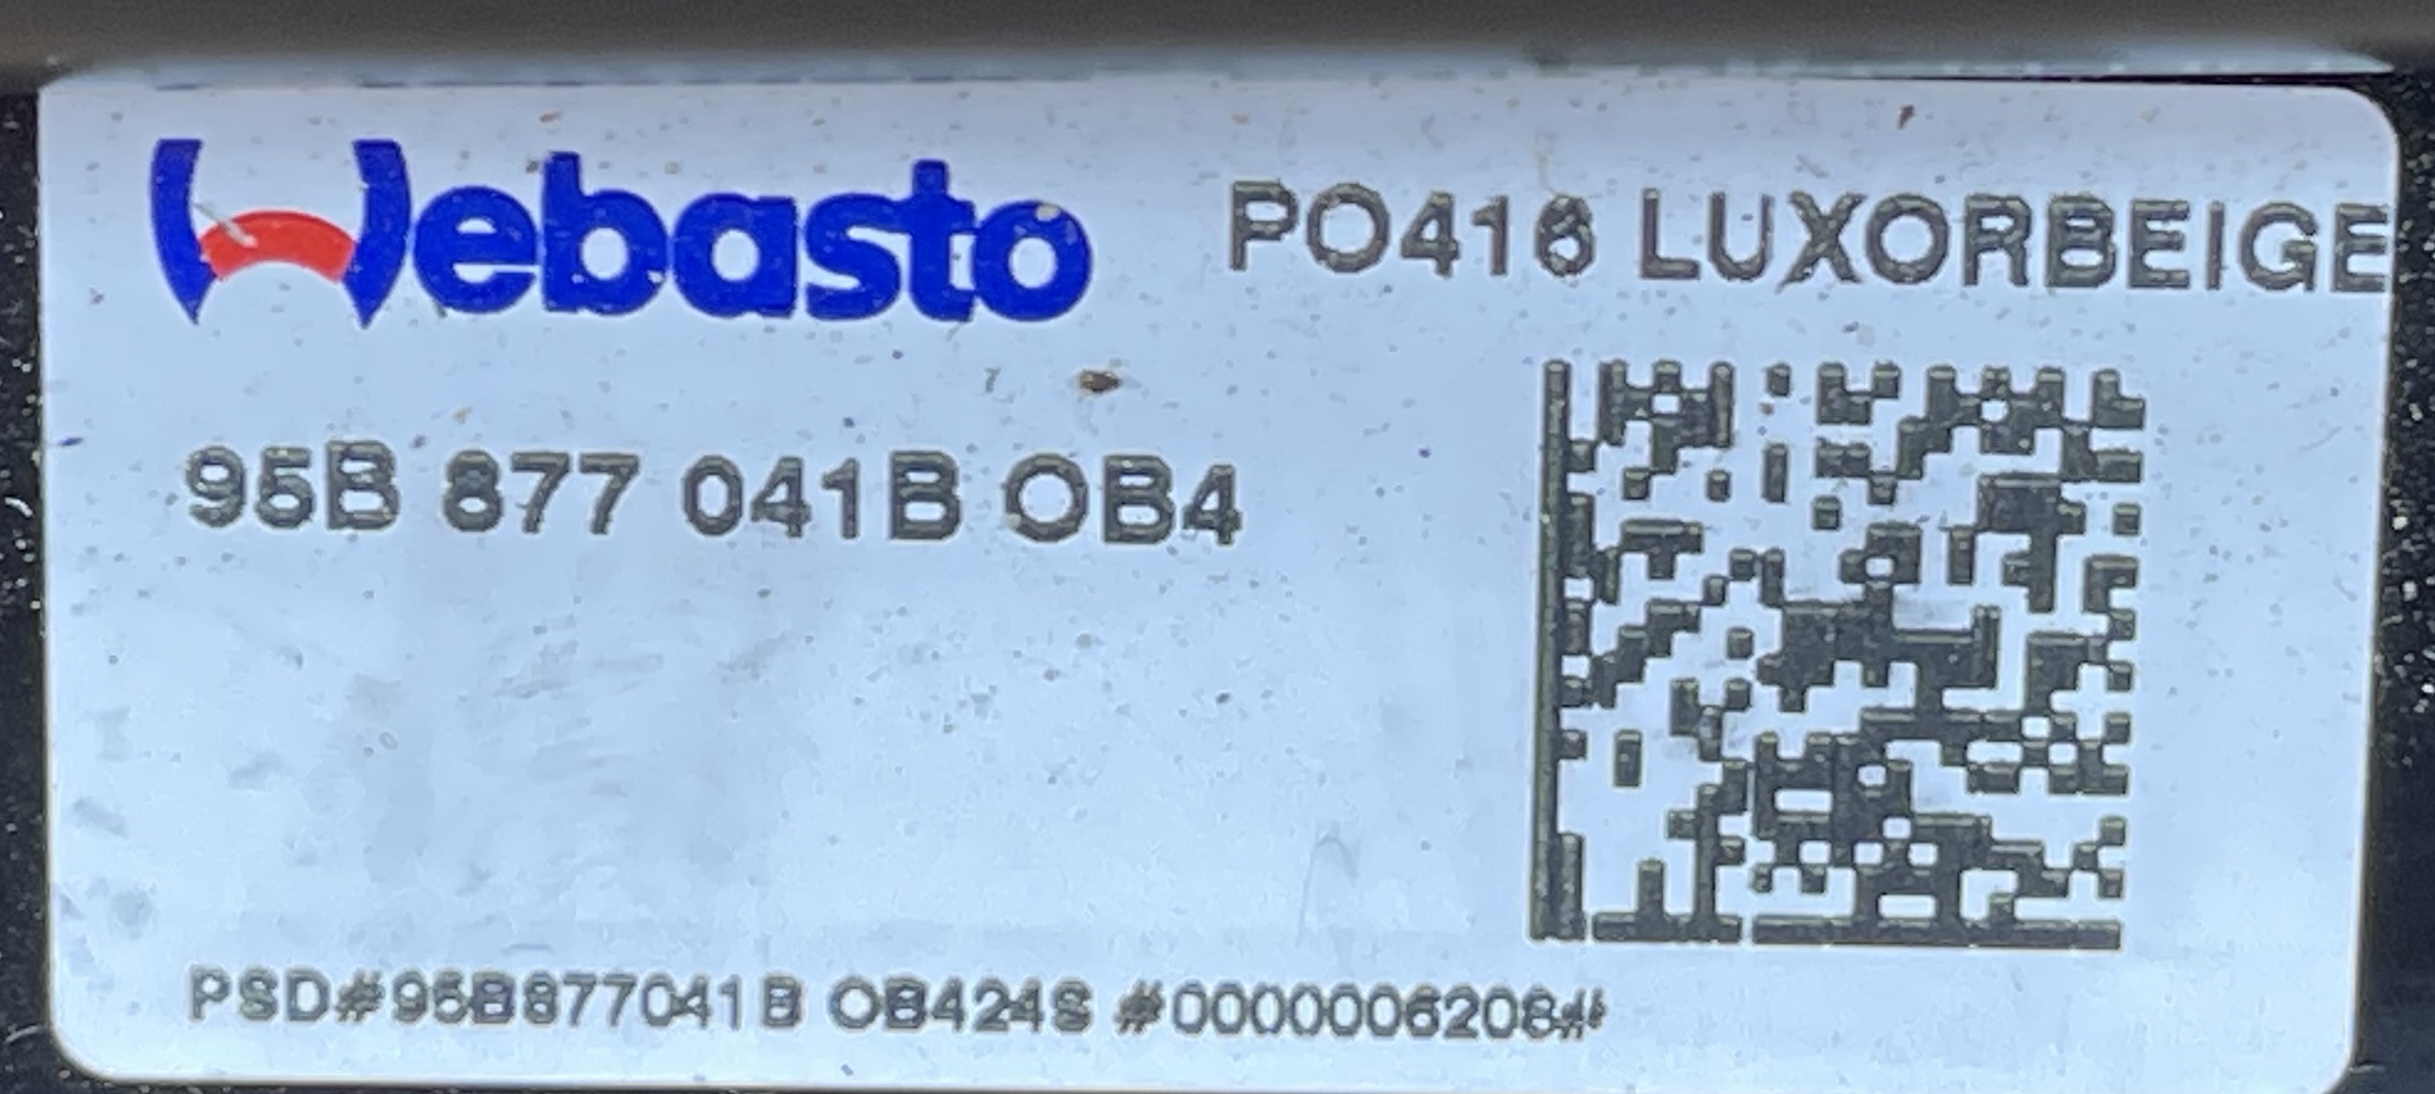 Webasto PO416 LUXORBEIGE
95B 877 041B OB4
PSD#95B877041B OB424S #0000006208#